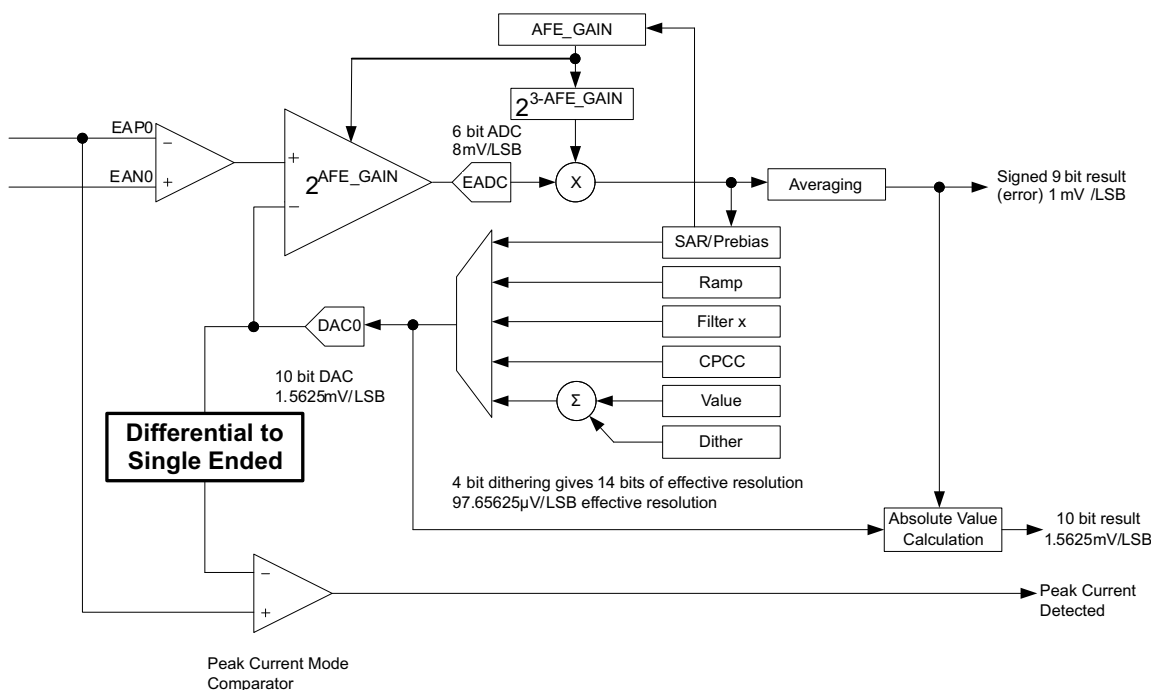 AFE_GAIN
2^3-AFE_GAIN
6 bit ADC
8mV/LSB
EAP0
−
EAN0
+
+
−
2^AFE_GAIN
EADC
X
Averaging
Signed 9 bit result
(error) 1 mV /LSB
SAR/Prebias
Ramp
Filter x
CPCC
Value
Dither
Σ
DAC0
10 bit DAC
1.5625mV/LSB
Differential to
Single Ended
4 bit dithering gives 14 bits of effective resolution
97.65625µV/LSB effective resolution
Absolute Value
Calculation
10 bit result
1.5625mV/LSB
−
+
Peak Current
Detected
Peak Current Mode
Comparator